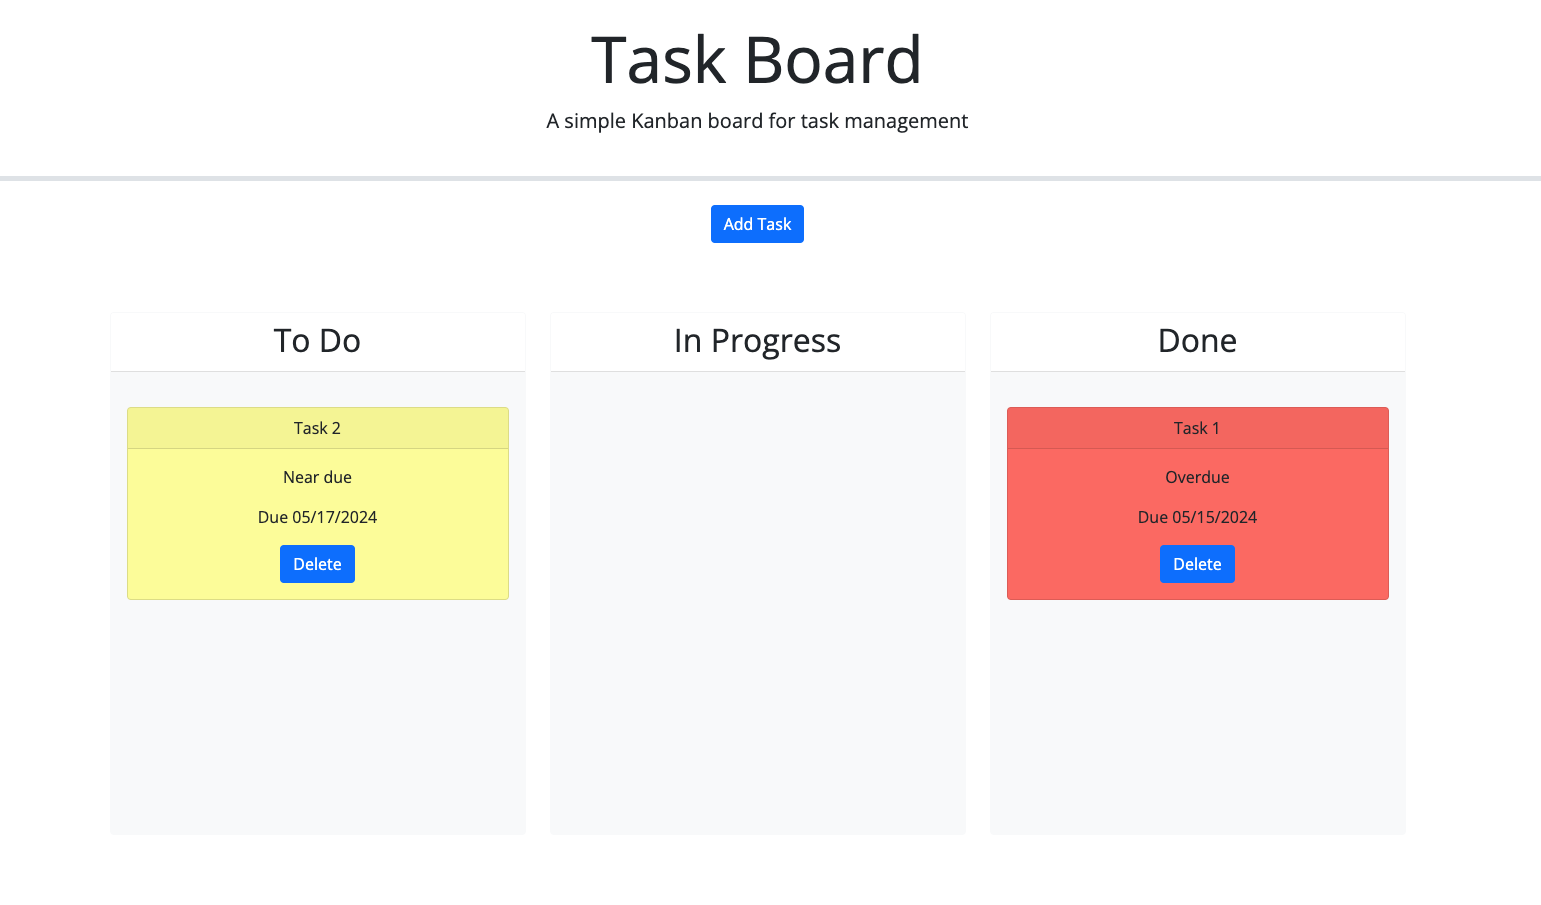 Task Board
A simple Kanban board for task management
Add Task
To Do
Task 2
Near due
Due 05/17/2024
Delete
In Progress
Done
Task 1
Overdue
Due 05/15/2024
Delete